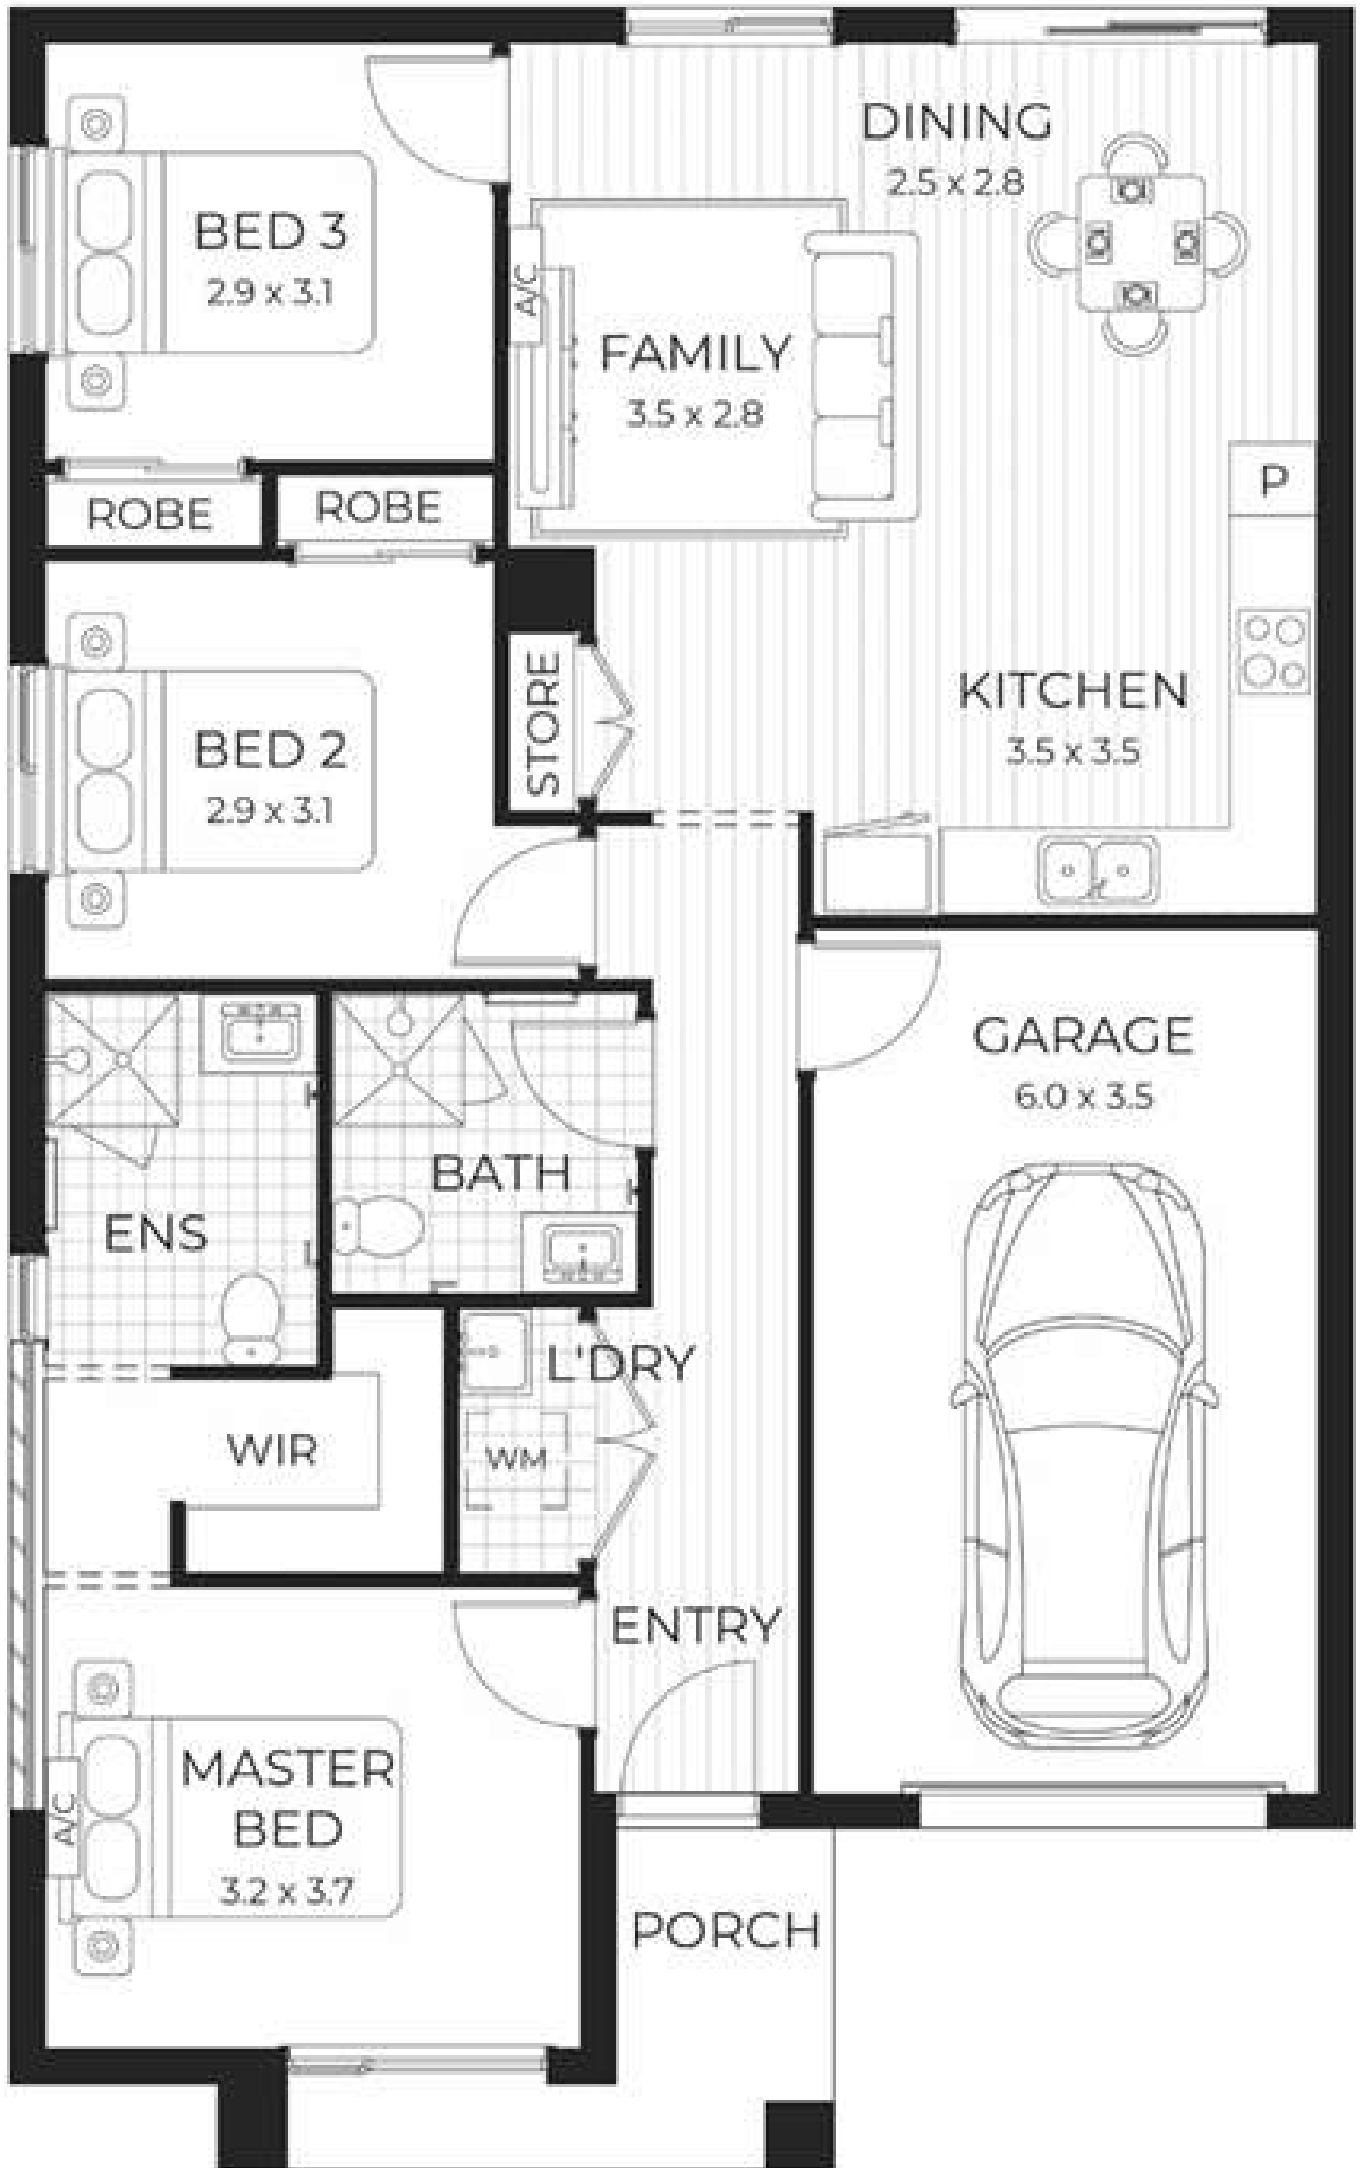 DINING
2.5 x 2.8
BED 3
2.9 x 3.1
A/C
FAMILY
3.5 x 2.8
P
ROBE
ROBE
STORE
KITCHEN
3.5 x 3.5
BED 2
2.9 x 3.1
GARAGE
6.0 x 3.5
BATH
ENS
L'DRY
WIR
WM
ENTRY
MASTER
BED
3.2 x 3.7
A/C
PORCH